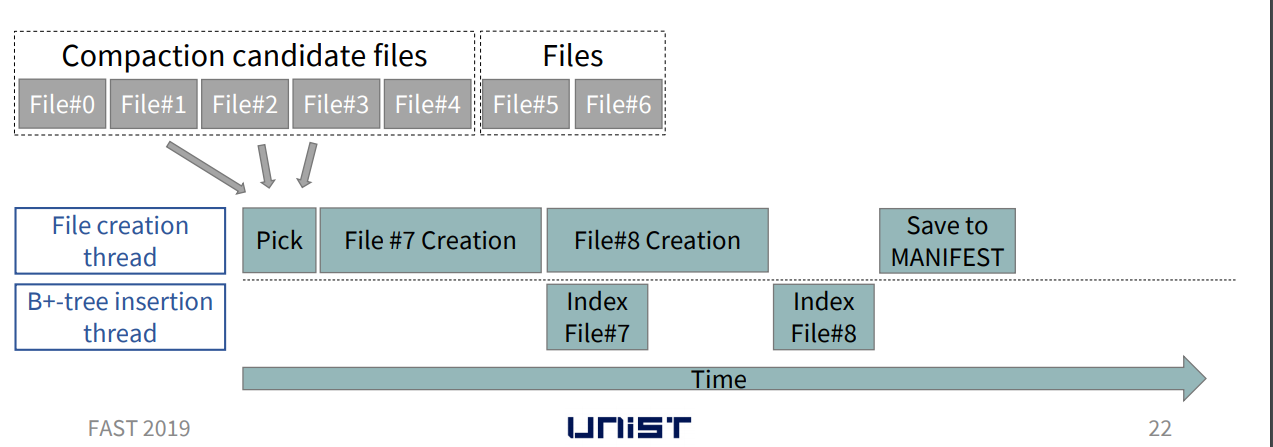 Compaction candidate files
Files
File#0 File#1 File#2 File#3 File#4 File#5 File#6
File creation
thread
Pick
File #7 Creation
File#8 Creation
Save to
MANIFEST
B+-tree insertion
thread
Index
File#7
Index
File#8
Time
FAST 2019
UNIST
22